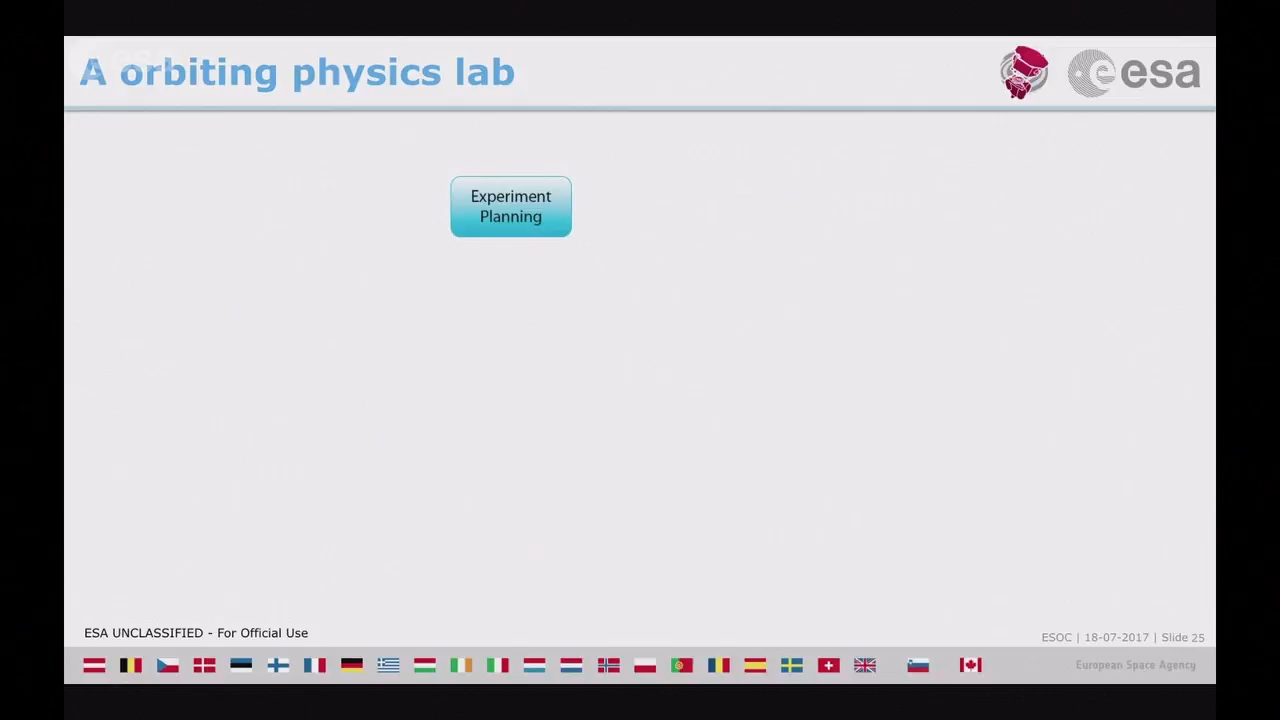 A orbiting physics lab
esa
Experiment
Planning
ESA UNCLASSIFIED - For Official Use
ESOC | 18-07-2017 | Slide 25
European Space Agency